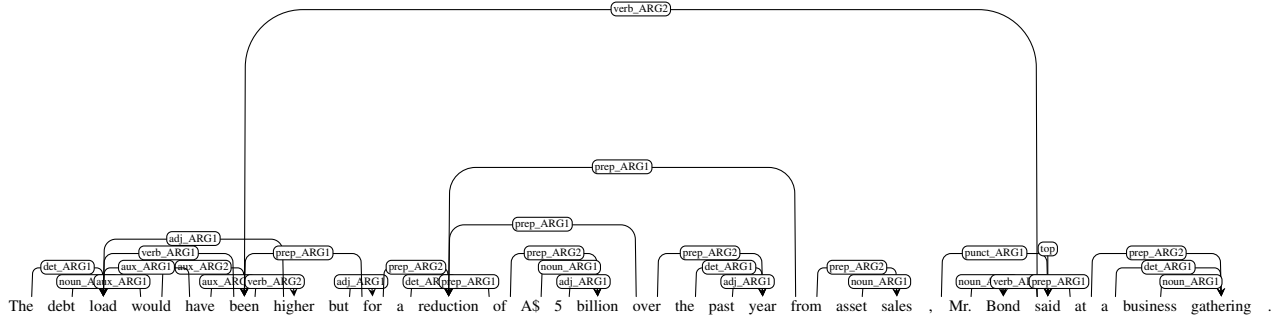 verb_ARG2
prep_ARG1
prep_ARG1
adj_ARG1
top
verb_ARG1 prep_ARG1 prep_ARG2 prep_ARG2 punct_ARG1 prep_ARG2
det_ARG1 aux_ARG1 aux_ARG2 prep_ARG2 noun_ARG1 det_ARG1 prep_ARG2 det_ARG1
aux_ARG1 verb_ARG2 adj_ARG1 prep_ARG1 adj_ARG1 adj_ARG1 noun_ARG1 prep_ARG1 noun_ARG1
The debt load would have been higher but for a reduction of A$ 5 billion over the past year from asset sales , Mr. Bond said at a business gathering .